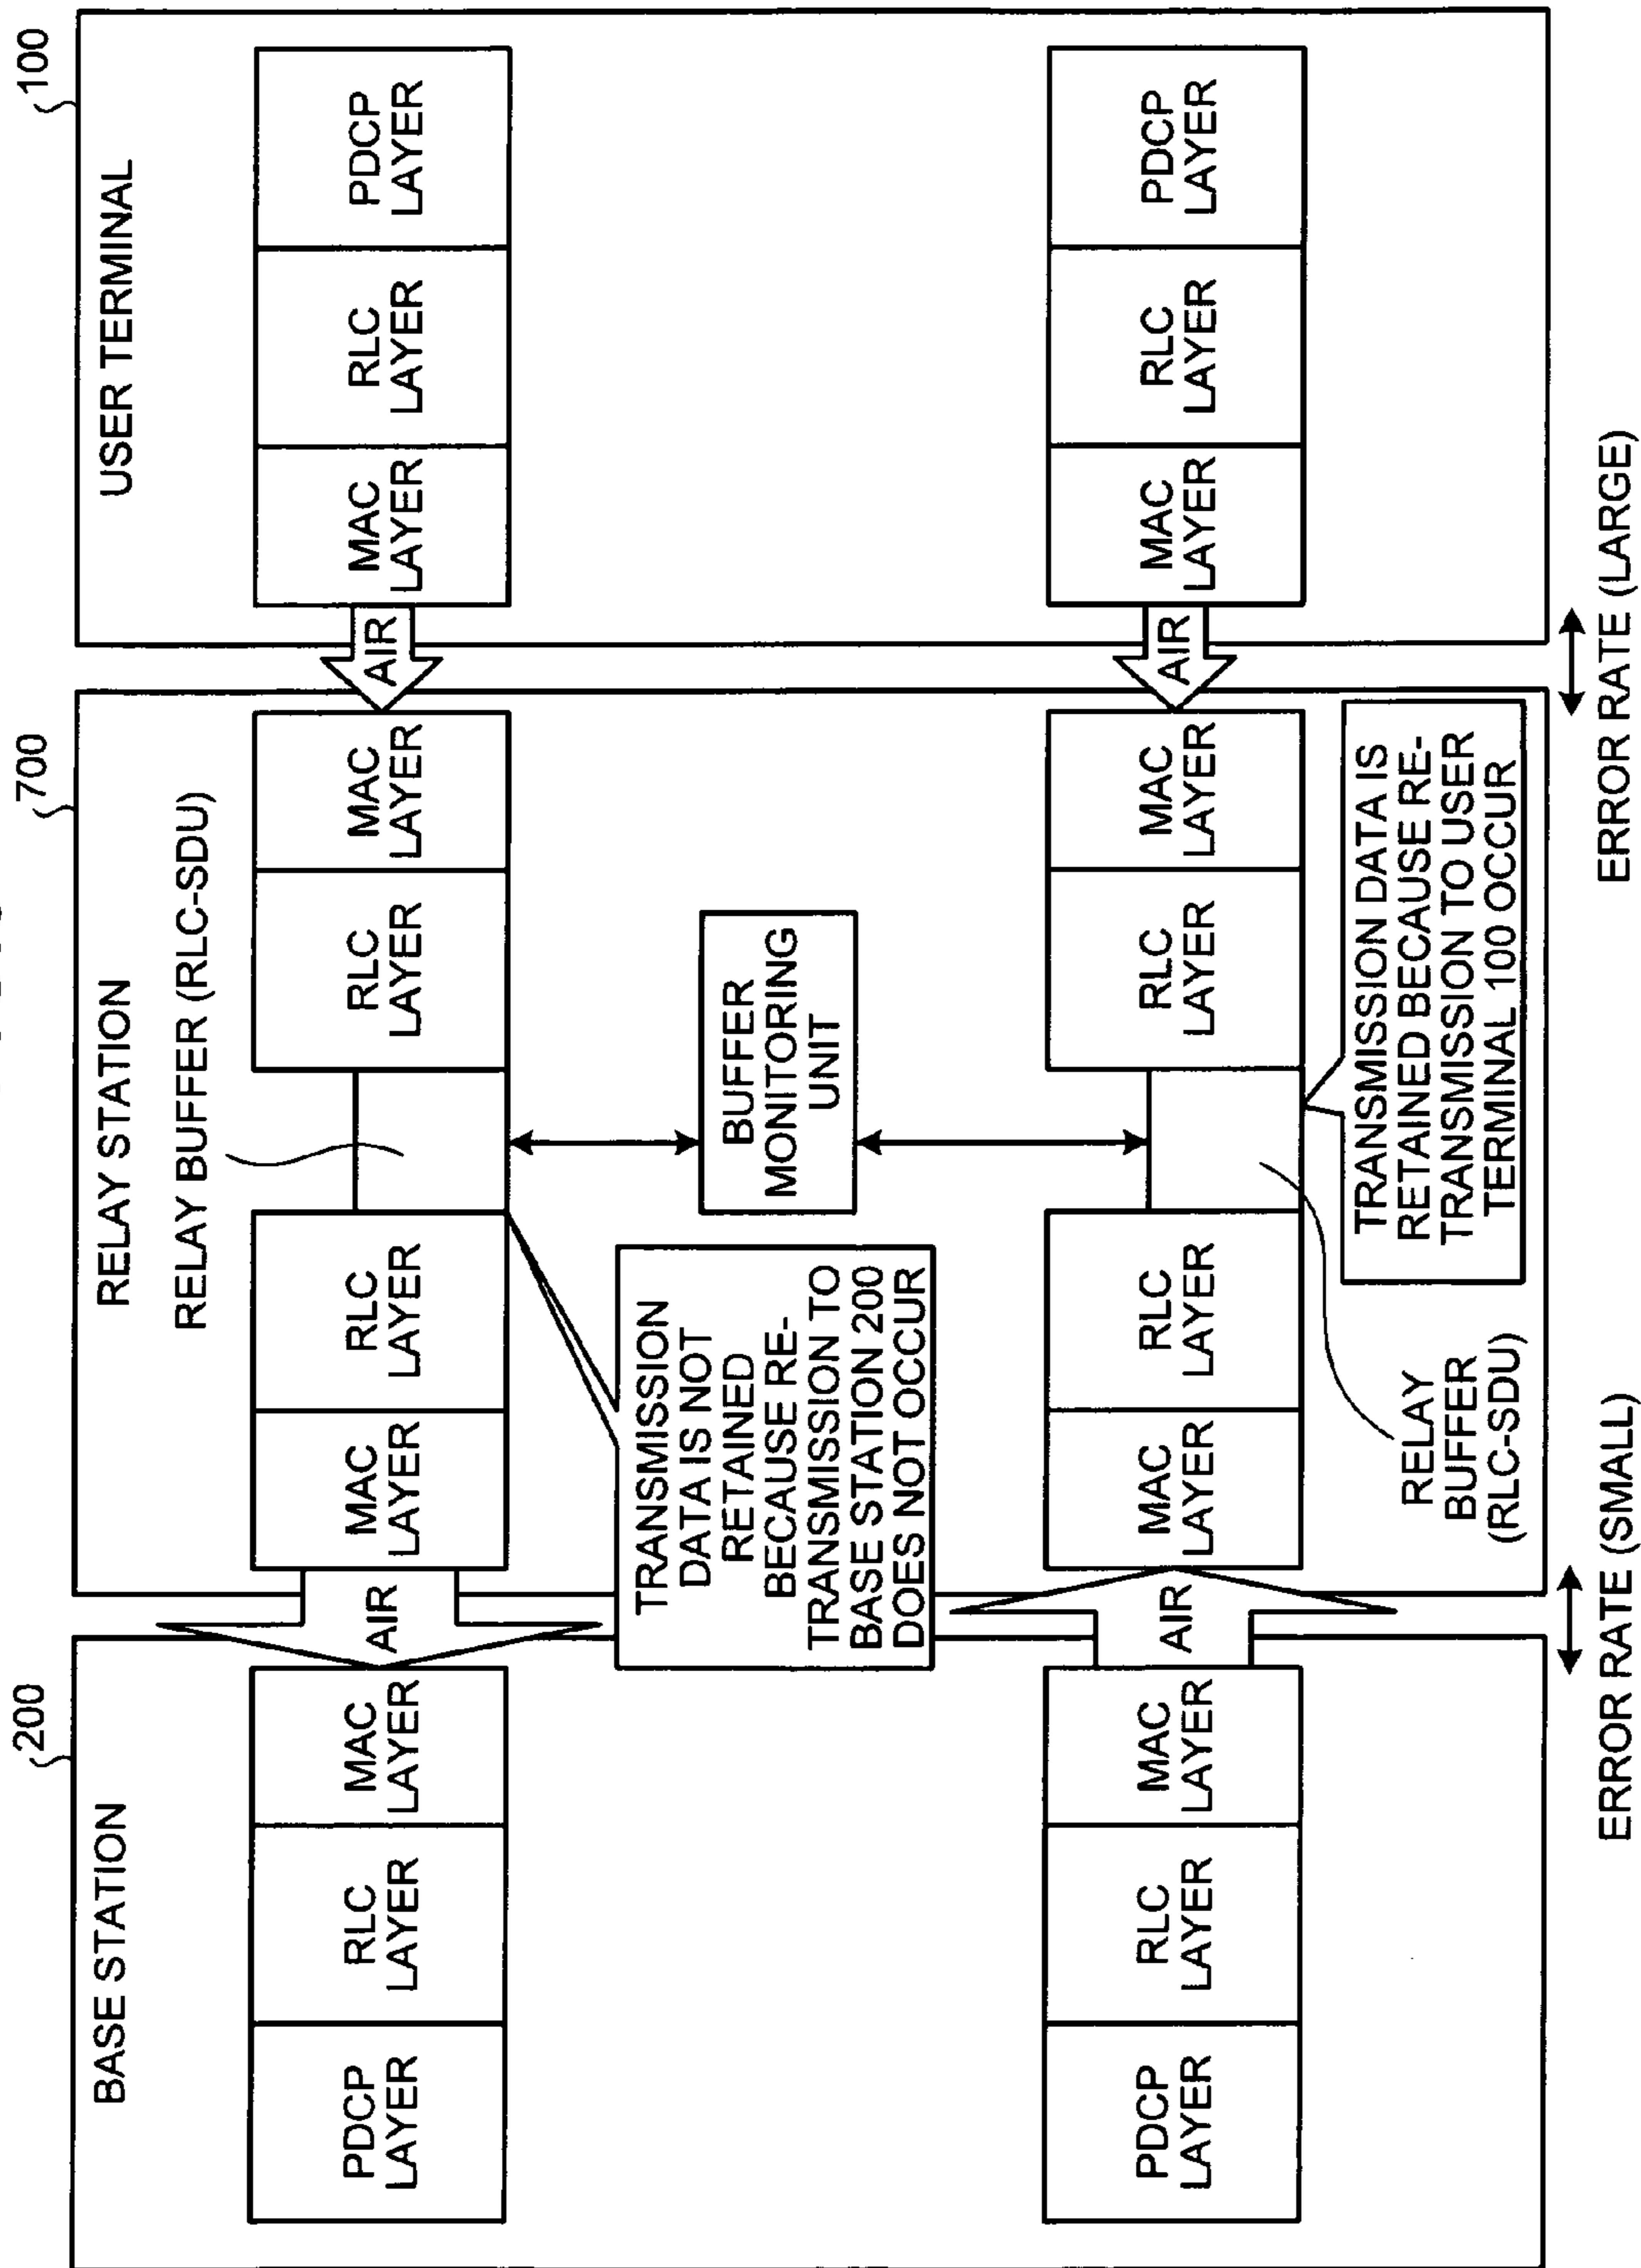 200
700
100
BASE STATION
RELAY STATION
USER TERMINAL
RELAY BUFFER (RLC-SDU)
PDCP
LAYER
RLC
LAYER
MAC
LAYER
AIR
MAC
LAYER
RLC
LAYER
RLC
LAYER
MAC
LAYER
AIR
MAC
LAYER
RLC
LAYER
PDCP
LAYER
TRANSMISSION
DATA IS NOT
RETAINED
BECAUSE RE-
TRANSMISSION TO
BASE STATION 200
DOES NOT OCCUR
BUFFER
MONITORING
UNIT
PDCP
LAYER
RLC
LAYER
MAC
LAYER
AIR
MAC
LAYER
RLC
LAYER
RLC
LAYER
MAC
LAYER
AIR
MAC
LAYER
RLC
LAYER
PDCP
LAYER
RELAY
BUFFER
(RLC-SDU)
TRANSMISSION DATA IS
RETAINED BECAUSE RE-
TRANSMISSION TO USER
TERMINAL 100 OCCUR
ERROR RATE (SMALL)
ERROR RATE (LARGE)